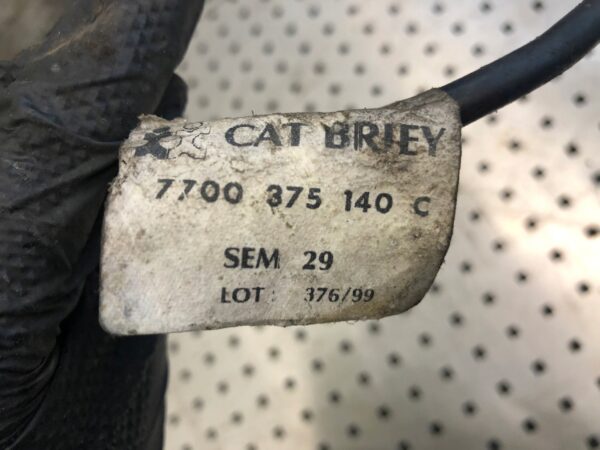 CAT BRIEY
7700 375 140 C
SEM 29
LOT : 376/99